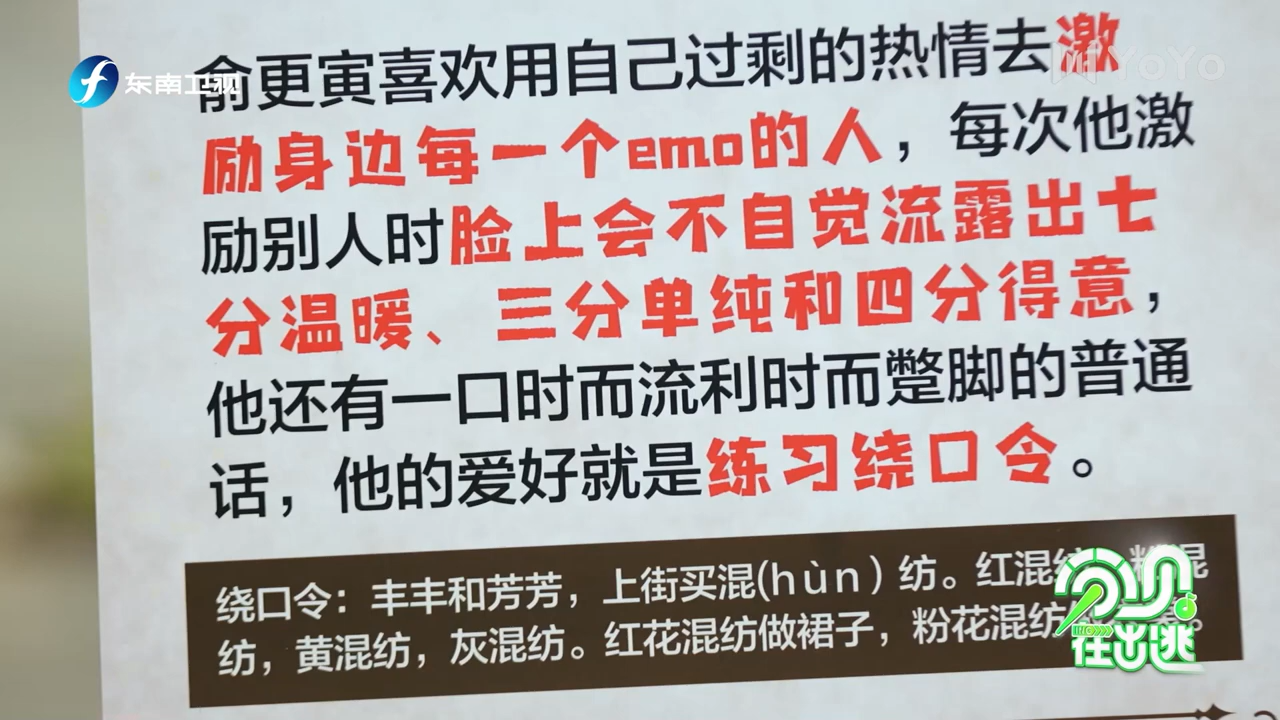 东南卫视
YOYO
俞更寅喜欢用自己过剩的热情去激
励身边每一个emo的人，每次他激
励别人时脸上会不自觉流露出七
分温暖、三分单纯和四分得意，
他还有一口时而流利时而蹩脚的普通
话，他的爱好就是练习绕口令。
绕口令：丰丰和芳芳，上街买混(hùn）纺。红混纺，粉混
纺，黄混纺，灰混纺。红花混纺做裙子，粉花混纺
在出逃